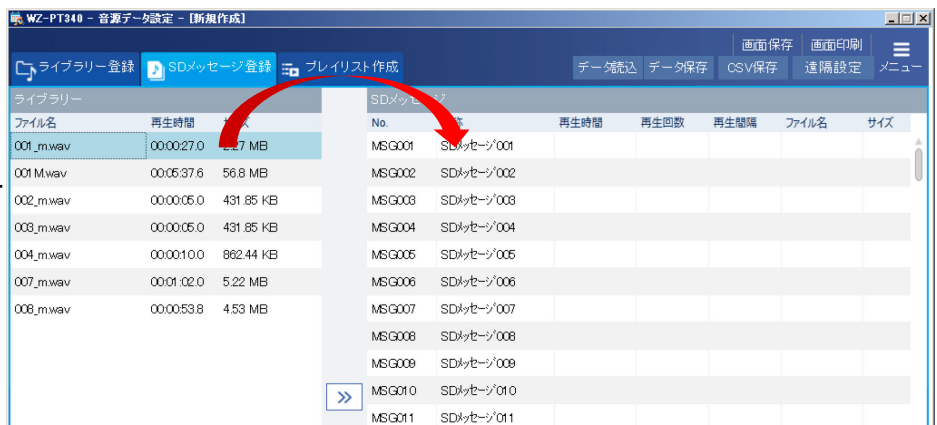 WZ-PT340 - 音源データ設定 - [新規作成]
画面保存 画面印刷
ライブラリー登録 SDメッセージ登録 プレイリスト作成 データ読込 データ保存 CSV保存 遠隔設定 メニュー
ライブラリー SDメッセージ
ファイル名 再生時間 No. 再生時間 再生回数 再生間隔 ファイル名 サイズ
001_m.wav 00:00:27.0 2.27 MB MSG001 SDメッセージ001
001 M.wav 00:05:37.6 56.8 MB MSG002 SDメッセージ002
002_m.wav 00:00:05.0 431.85 KB MSG003 SDメッセージ003
003_m.wav 00:00:05.0 431.85 KB MSG004 SDメッセージ004
004_m.wav 00:00:10.0 862.44 KB MSG005 SDメッセージ005
007_m.wav 00:01:02.0 5.22 MB MSG006 SDメッセージ006
008_m.wav 00:00:53.8 4.53 MB MSG007 SDメッセージ007
MSG008 SDメッセージ008
MSG009 SDメッセージ009
MSG010 SDメッセージ010
MSG011 SDメッセージ011